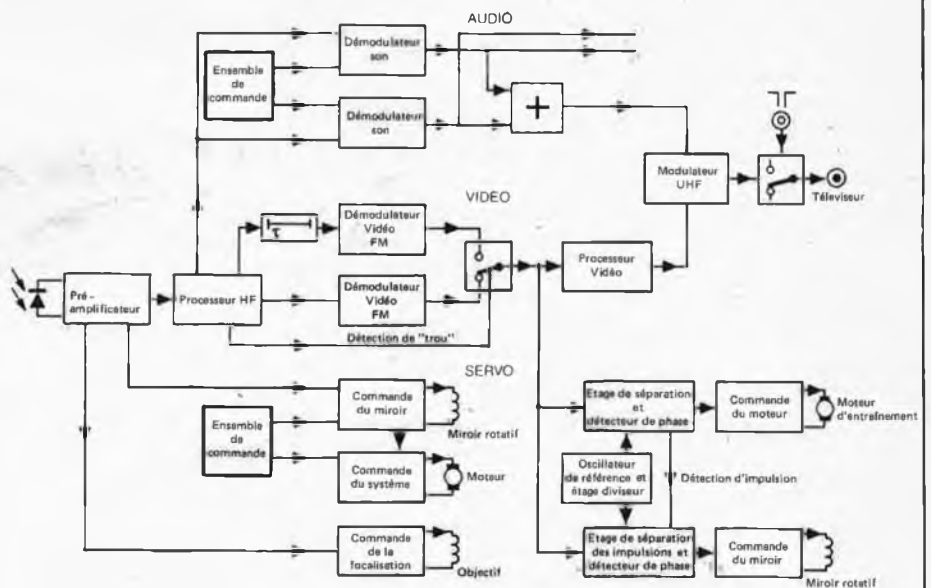 AUDIO
Démodulateur
son
Ensemble
de
commande
Démodulateur
son
+
Modulateur
UHF
Téléviseur
VIDEO
τ
Démodulateur
Vidéo
FM
Processeur
Vidéo
Pré-
amplificateur
Processeur HF
Démodulateur
Vidéo
FM
Détection de "trou"
SERVO
Commande
du miroir
Miroir rotatif
Ensemble
de
commande
Commande
du système
Moteur
Commande
de la
focalisation
Objectif
Etage de séparation
et
détecteur de phase
Commande
du moteur
Moteur
d'entraînement
Oscillateur
de référence et
étage diviseur
Détection d'impulsion
Etage de séparation
des impulsions et
détecteur de phase
Commande
du miroir
Miroir rotatif